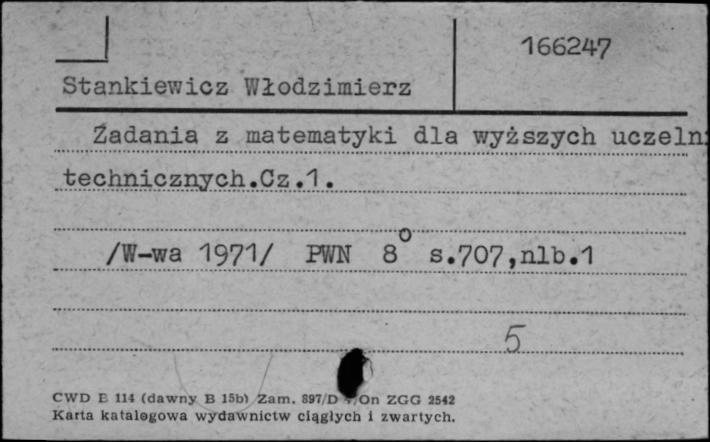 166247
Stankiewicz Włodzimierz
Zadania z matematyki dla wyższych uczeln
technicznych.Cz.1.
/W-wa 1971/ PWN 8° s.707,nlb.1
5
CWD E 114 (dawny B 15b) Zam. 897/D On ZGG 2542
Karta katalogowa wydawnictw ciągłych i zwartych.